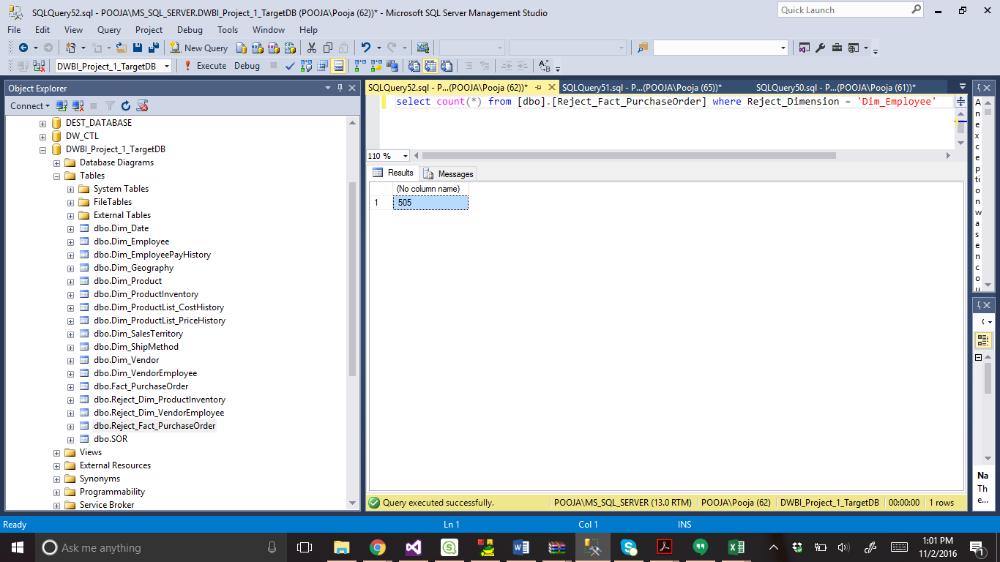 SQLQuery52.sql - POOJA\MS_SQL_SERVER.DWBI_Project_1_TargetDB (POOJA\Pooja (62))* - Microsoft SQL Server Management Studio
Quick Launch
File Edit View Query Project Debug Tools Window Help
New Query
DWBI_Project_1_TargetDB Execute Debug
Object Explorer
Connect
DEST_DATABASE
DW_CTL
DWBI_Project_1_TargetDB
Database Diagrams
Tables
System Tables
FileTables
External Tables
dbo.Dim_Date
dbo.Dim_Employee
dbo.Dim_EmployeePayHistory
dbo.Dim_Geography
dbo.Dim_Product
dbo.Dim_ProductInventory
dbo.Dim_ProductList_CostHistory
dbo.Dim_ProductList_PriceHistory
dbo.Dim_SalesTerritory
dbo.Dim_ShipMethod
dbo.Dim_Vendor
dbo.Dim_VendorEmployee
dbo.Fact_PurchaseOrder
dbo.Reject_Dim_ProductInventory
dbo.Reject_Dim_VendorEmployee
dbo.Reject_Fact_PurchaseOrder
dbo.SOR
Views
External Resources
Synonyms
Programmability
Service Broker
SQLQuery52.sql - P...(POOJA\Pooja (62))* SQLQuery51.sql - P...(POOJA\Pooja (65))* SQLQuery50.sql - P...(POOJA\Pooja (61))*
select count(*) from [dbo].[Reject_Fact_PurchaseOrder] where Reject_Dimension = 'Dim_Employee'
110 %
Results Messages
(No column name)
1 505
Query executed successfully. POOJA\MS_SQL_SERVER (13.0 RTM) POOJA\Pooja (62) DWBI_Project_1_TargetDB 00:00:00 1 rows
A
n
e
x
c
e
p
t
i
o
n
w
a
s
e
n
c
o
u
Na
Th
e...
Ready Ln 1 Col 1 INS
Ask me anything
1:01 PM
11/2/2016
1